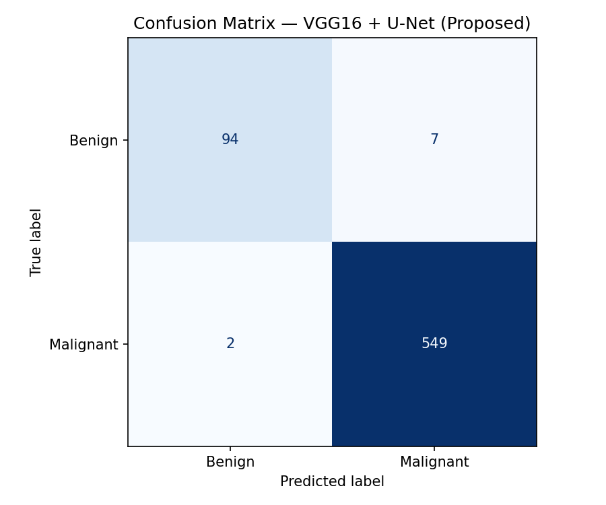 Confusion Matrix — VGG16 + U-Net (Proposed)
True label
Benign
94
7
Malignant
2
549
Benign
Malignant
Predicted label